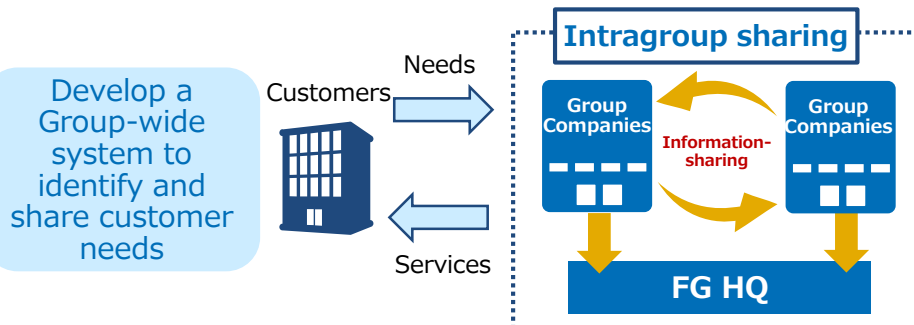 Develop a
Group-wide
system to
identify and
share customer
needs
Customers
Needs
Services
Intragroup sharing
Group
Companies
Information-
sharing
Group
Companies
FG HQ